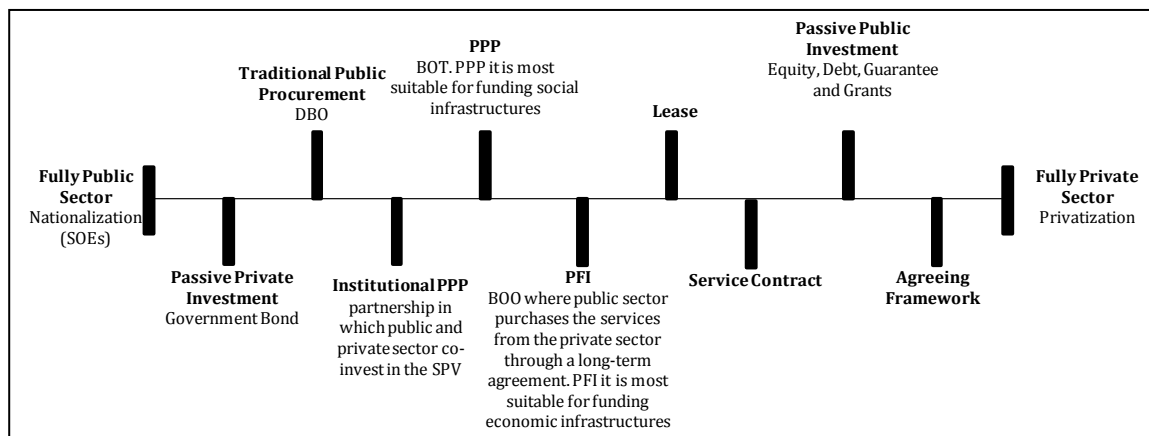 Fully Public
Sector
Nationalization
(SOEs)
Passive Private
Investment
Government Bond
Traditional Public
Procurement
DBO
Institutional PPP
partnership in
which public and
private sector co-
invest in the SPV
PPP
BOT. PPP it is most
suitable for funding social
infrastructures
PFI
BOO where public sector
purchases the services
from the private sector
through a long-term
agreement. PFI it is most
suitable for funding
economic infrastructures
Lease
Service Contract
Passive Public
Investment
Equity, Debt, Guarantee
and Grants
Agreeing
Framework
Fully Private
Sector
Privatization